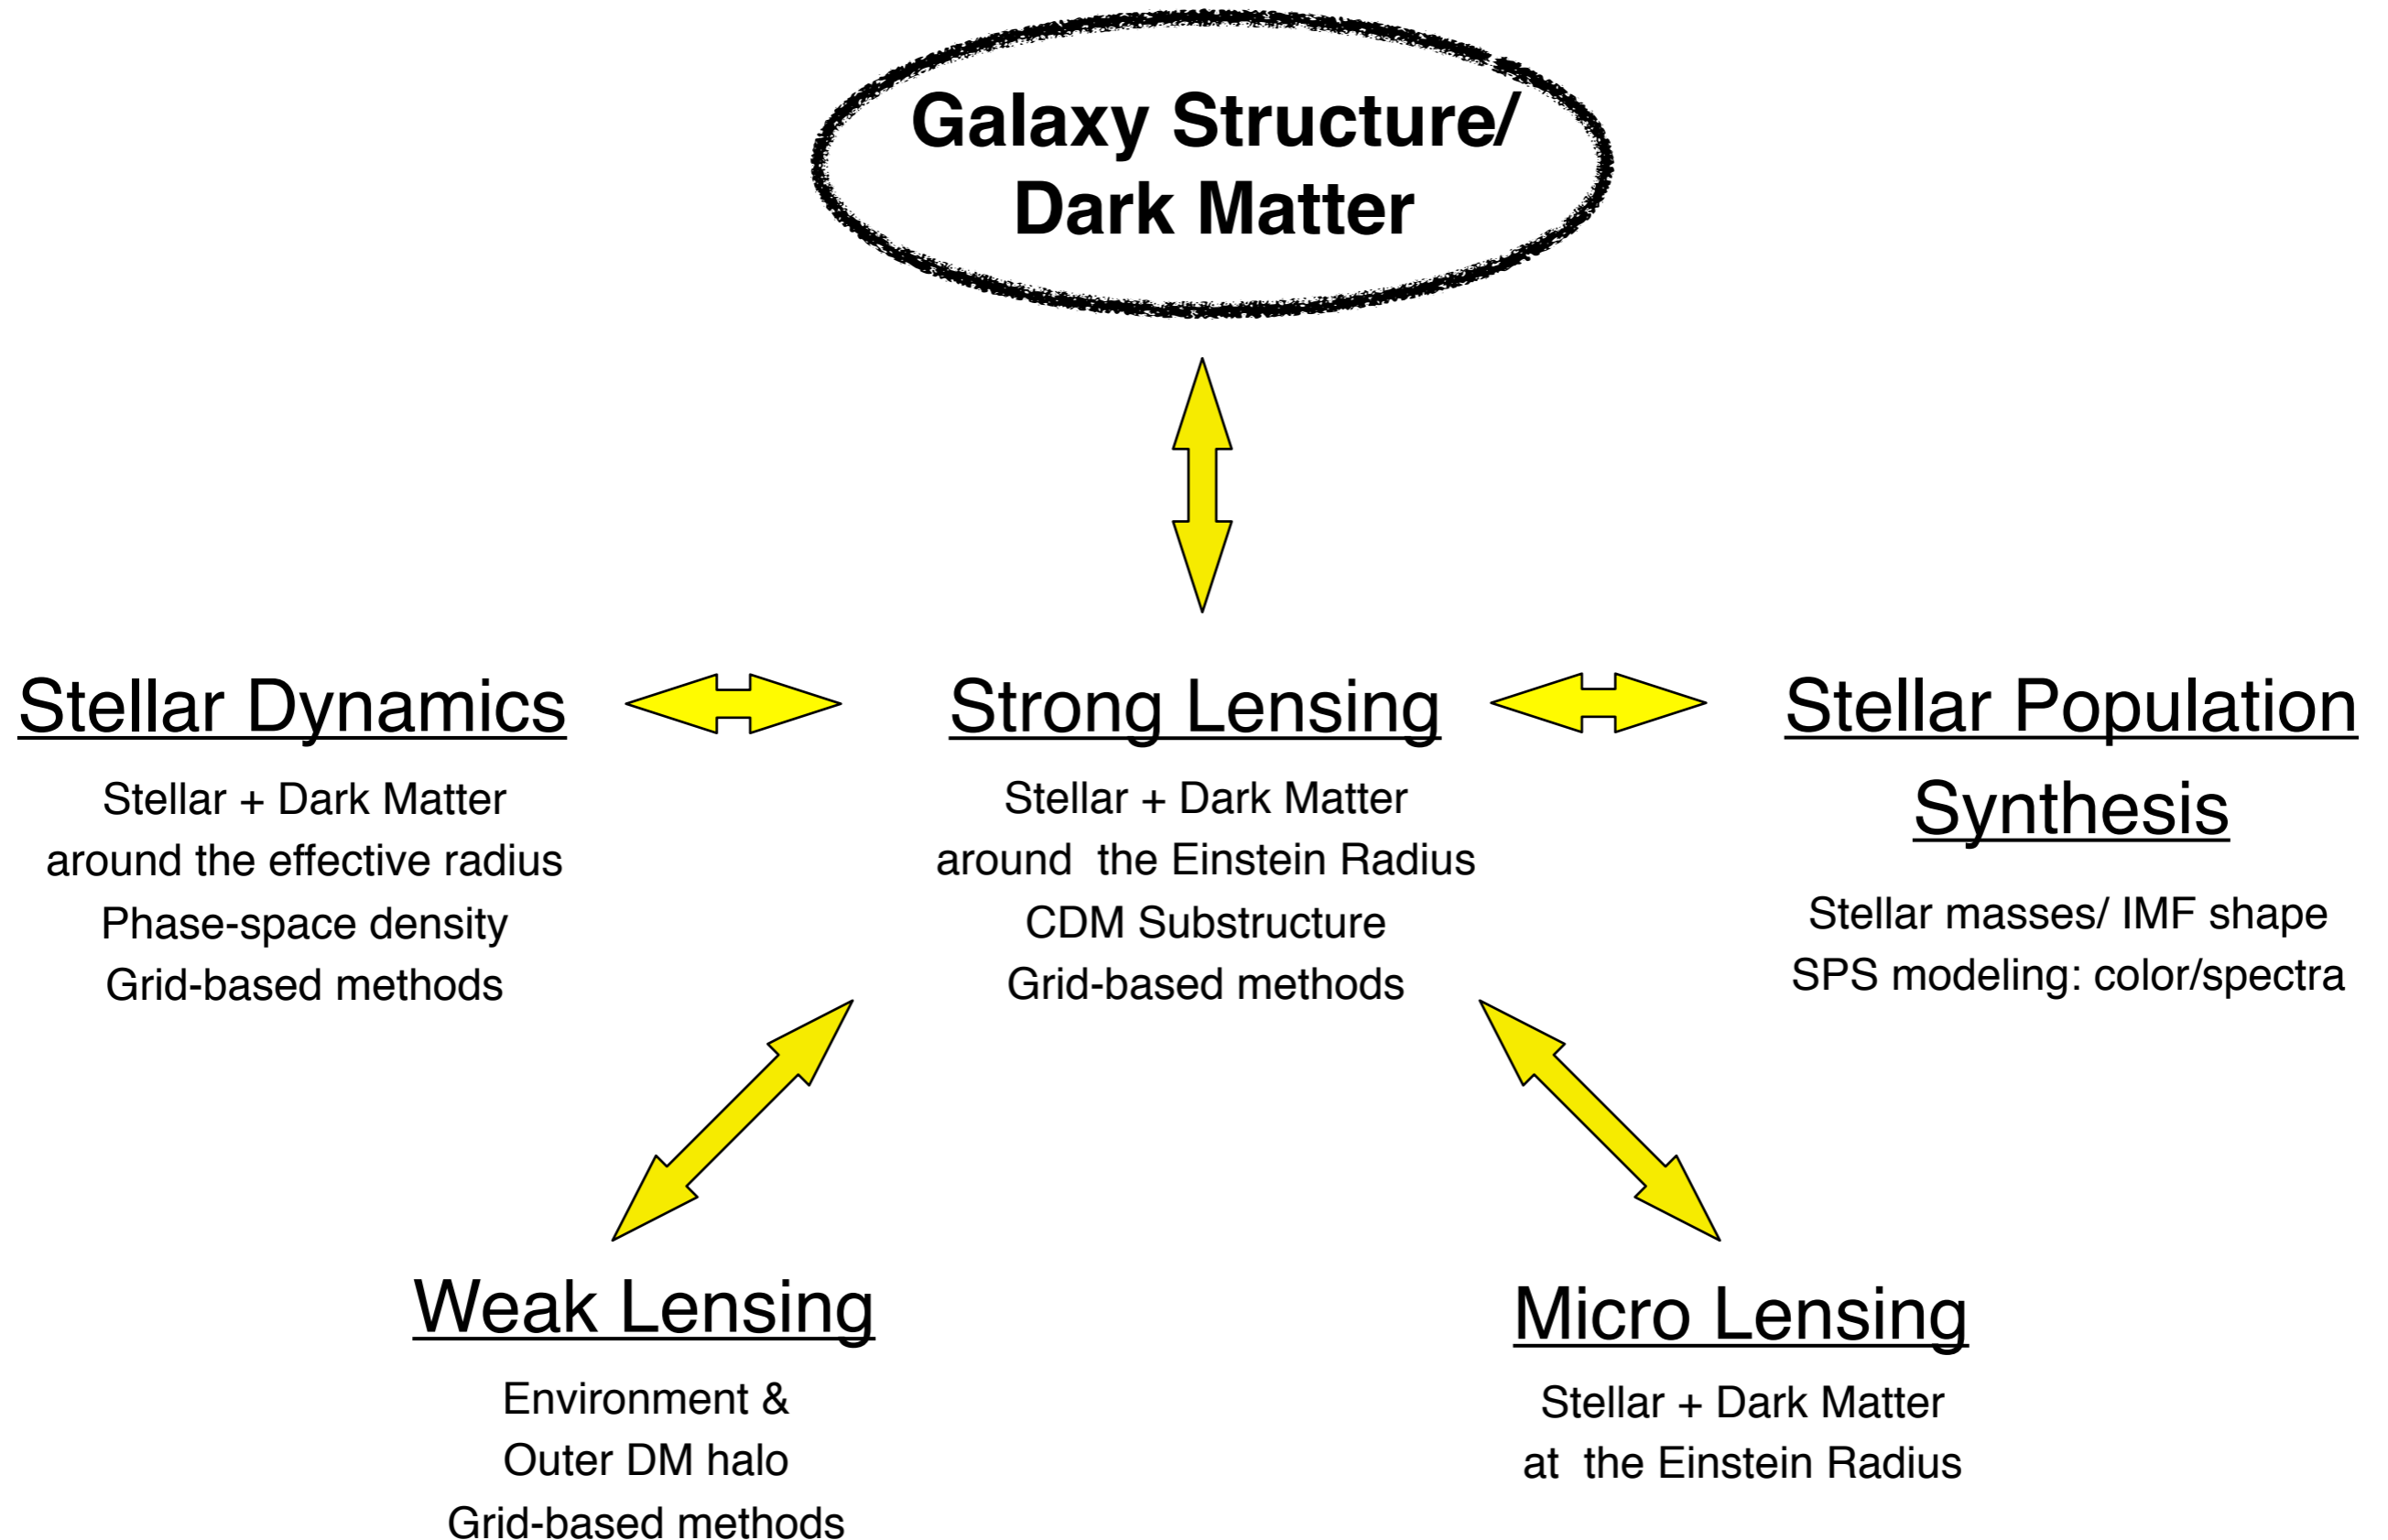 Galaxy Structure/
Dark Matter
Stellar Dynamics
Stellar + Dark Matter
around the effective radius
Phase-space density
Grid-based methods
Strong Lensing
Stellar + Dark Matter
around the Einstein Radius
CDM Substructure
Grid-based methods
Stellar Population
Synthesis
Stellar masses/ IMF shape
SPS modeling: color/spectra
Weak Lensing
Environment &
Outer DM halo
Grid-based methods
Micro Lensing
Stellar + Dark Matter
at the Einstein Radius